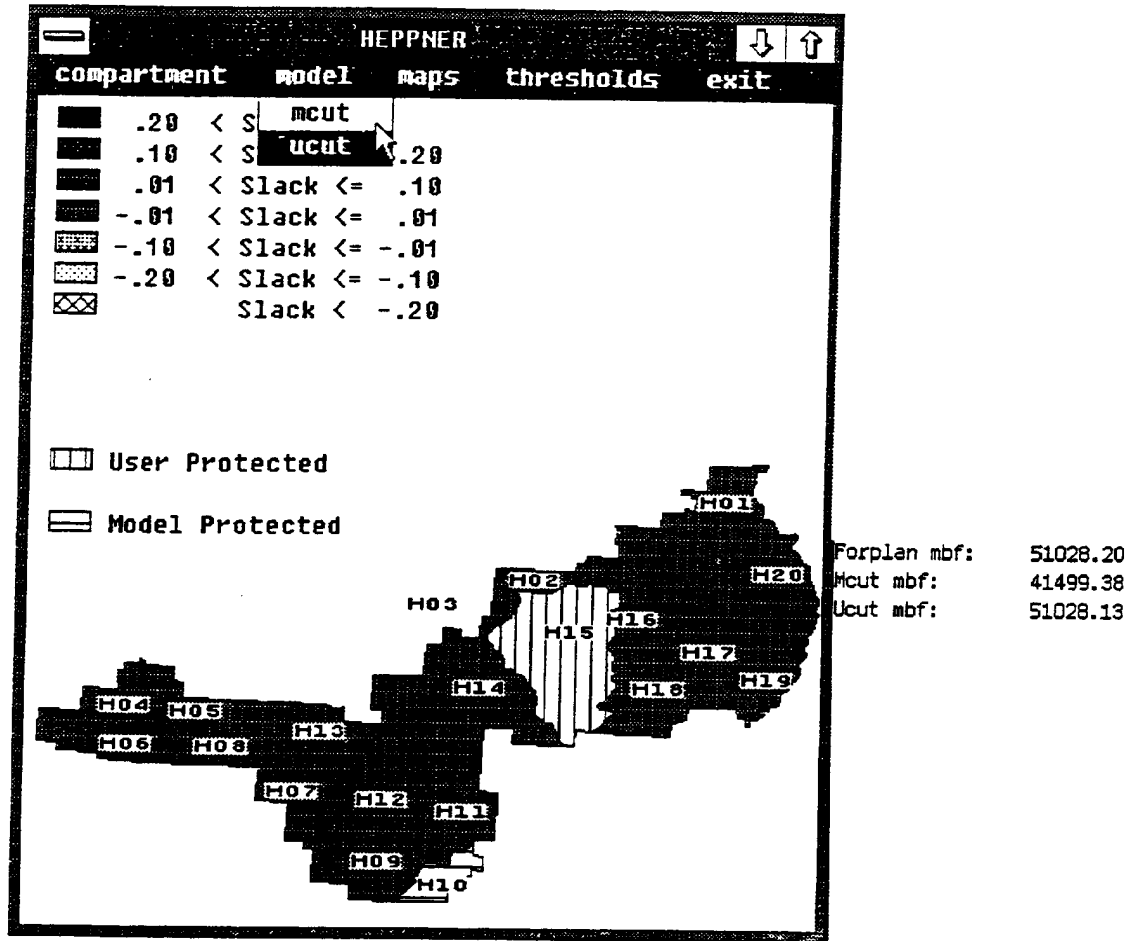 HEPPNER
compartment model maps thresholds exit
mcut
ucut
.20 < S
.10 < S .20
.01 < Slack <= .10
-.01 < Slack <= .01
-.10 < Slack <= -.01
-.20 < Slack <= -.10
Slack < -.20
User Protected
Model Protected
H01
H20
H02
H03
H16
H15
H17
H14
H18
H19
H04
H05
H13
H06
H08
H07
H12
H11
H09
H10
Forplan mbf: 51028.20
Mcut mbf: 41499.38
Ucut mbf: 51028.13